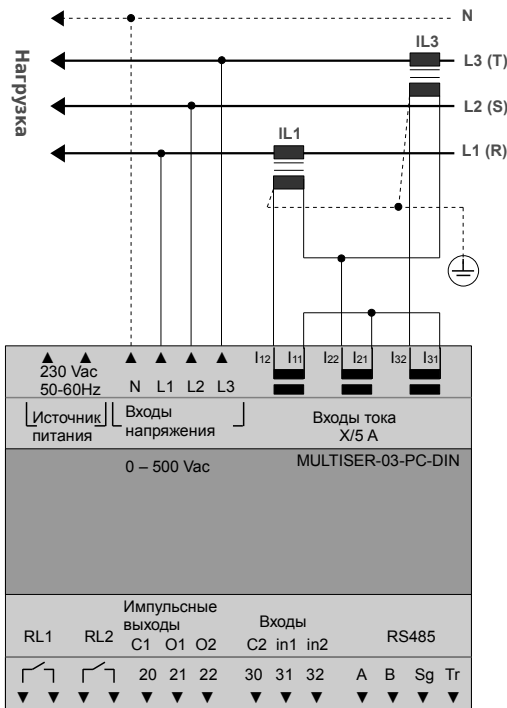 N
IL3
L3 (T)
L2 (S)
IL1
L1 (R)
Нагрузка
230 Vac
50-60Hz
N L1 L2 L3
I12 I11 I22 I21 I32 I31
Источник
питания
Входы
напряжения
Входы тока
X/5 A
0 – 500 Vac
MULTISER-03-PC-DIN
Импульсные
выходы
Входы
RL1 RL2 C1 O1 O2 C2 in1 in2 RS485
20 21 22 30 31 32 A B Sg Tr